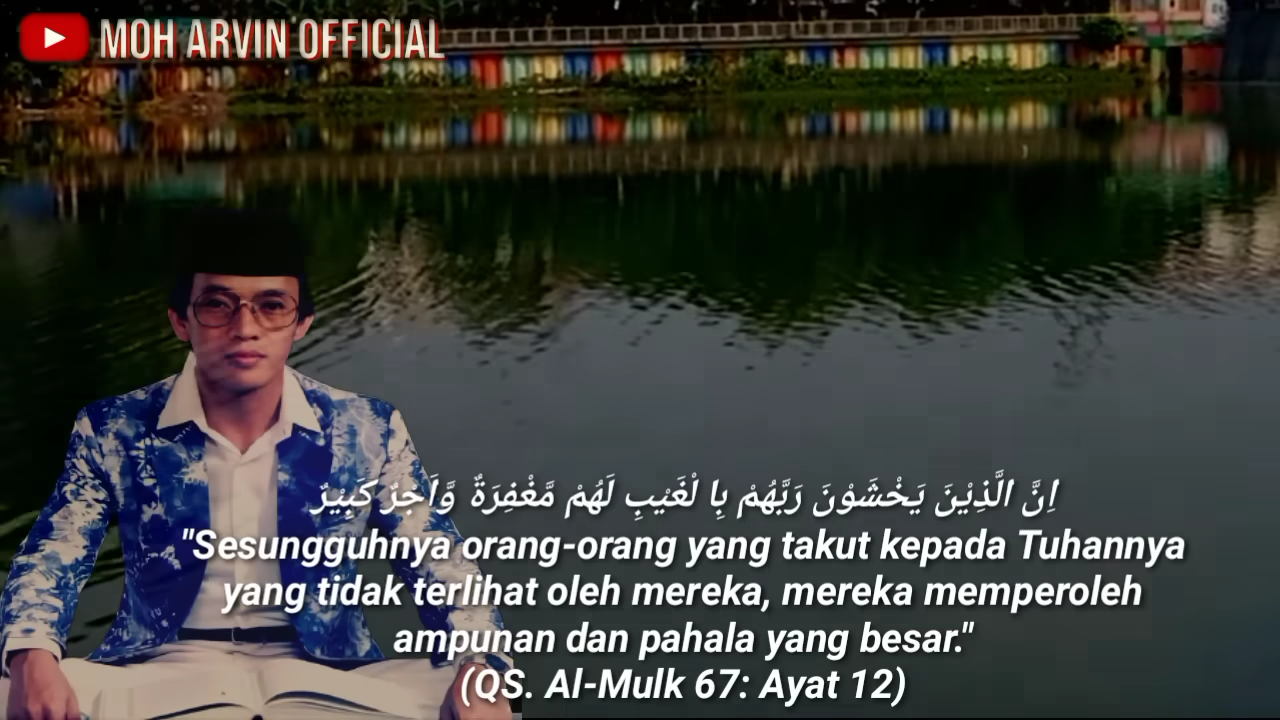 MOH ARVIN OFFICIAL
اِنَّ الَّذِيْنَ يَخْشَوْنَ رَبَّهُمْ بِا لْغَيْبِ لَهُمْ مَّغْفِرَةٌ وَّاَجْرٌ كَبِيْرٌ
"Sesungguhnya orang-orang yang takut kepada Tuhannya
yang tidak terlihat oleh mereka, mereka memperoleh
ampunan dan pahala yang besar."
(QS. Al-Mulk 67: Ayat 12)